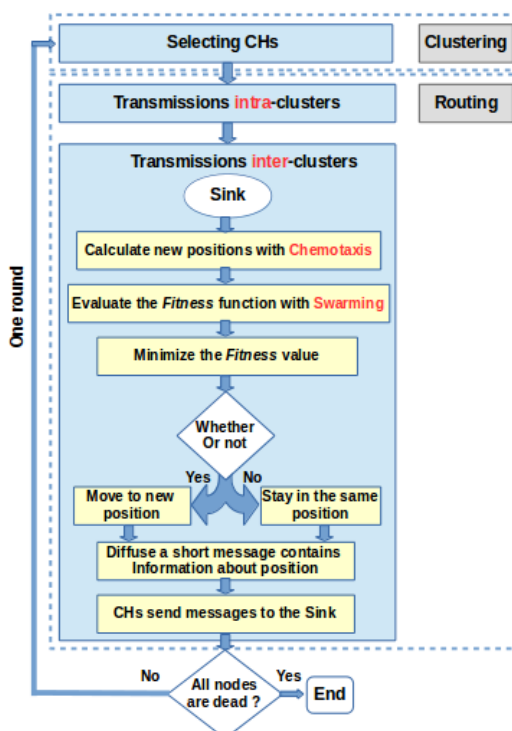 Selecting CHs
Clustering
Transmissions intra-clusters
Routing
Transmissions inter-clusters
Sink
Calculate new positions with Chemotaxis
Evaluate the Fitness function with Swarming
Minimize the Fitness value
One round
Whether
Or not
Yes
No
Move to new
position
Stay in the same
position
Diffuse a short message contains
Information about position
CHs send messages to the Sink
No
Yes
All nodes
are dead ?
End